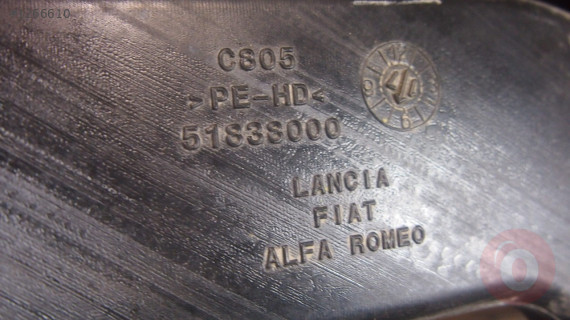 C805
>PE-HD<
51838000
LANCIA
FIAT
ALFA ROMEO